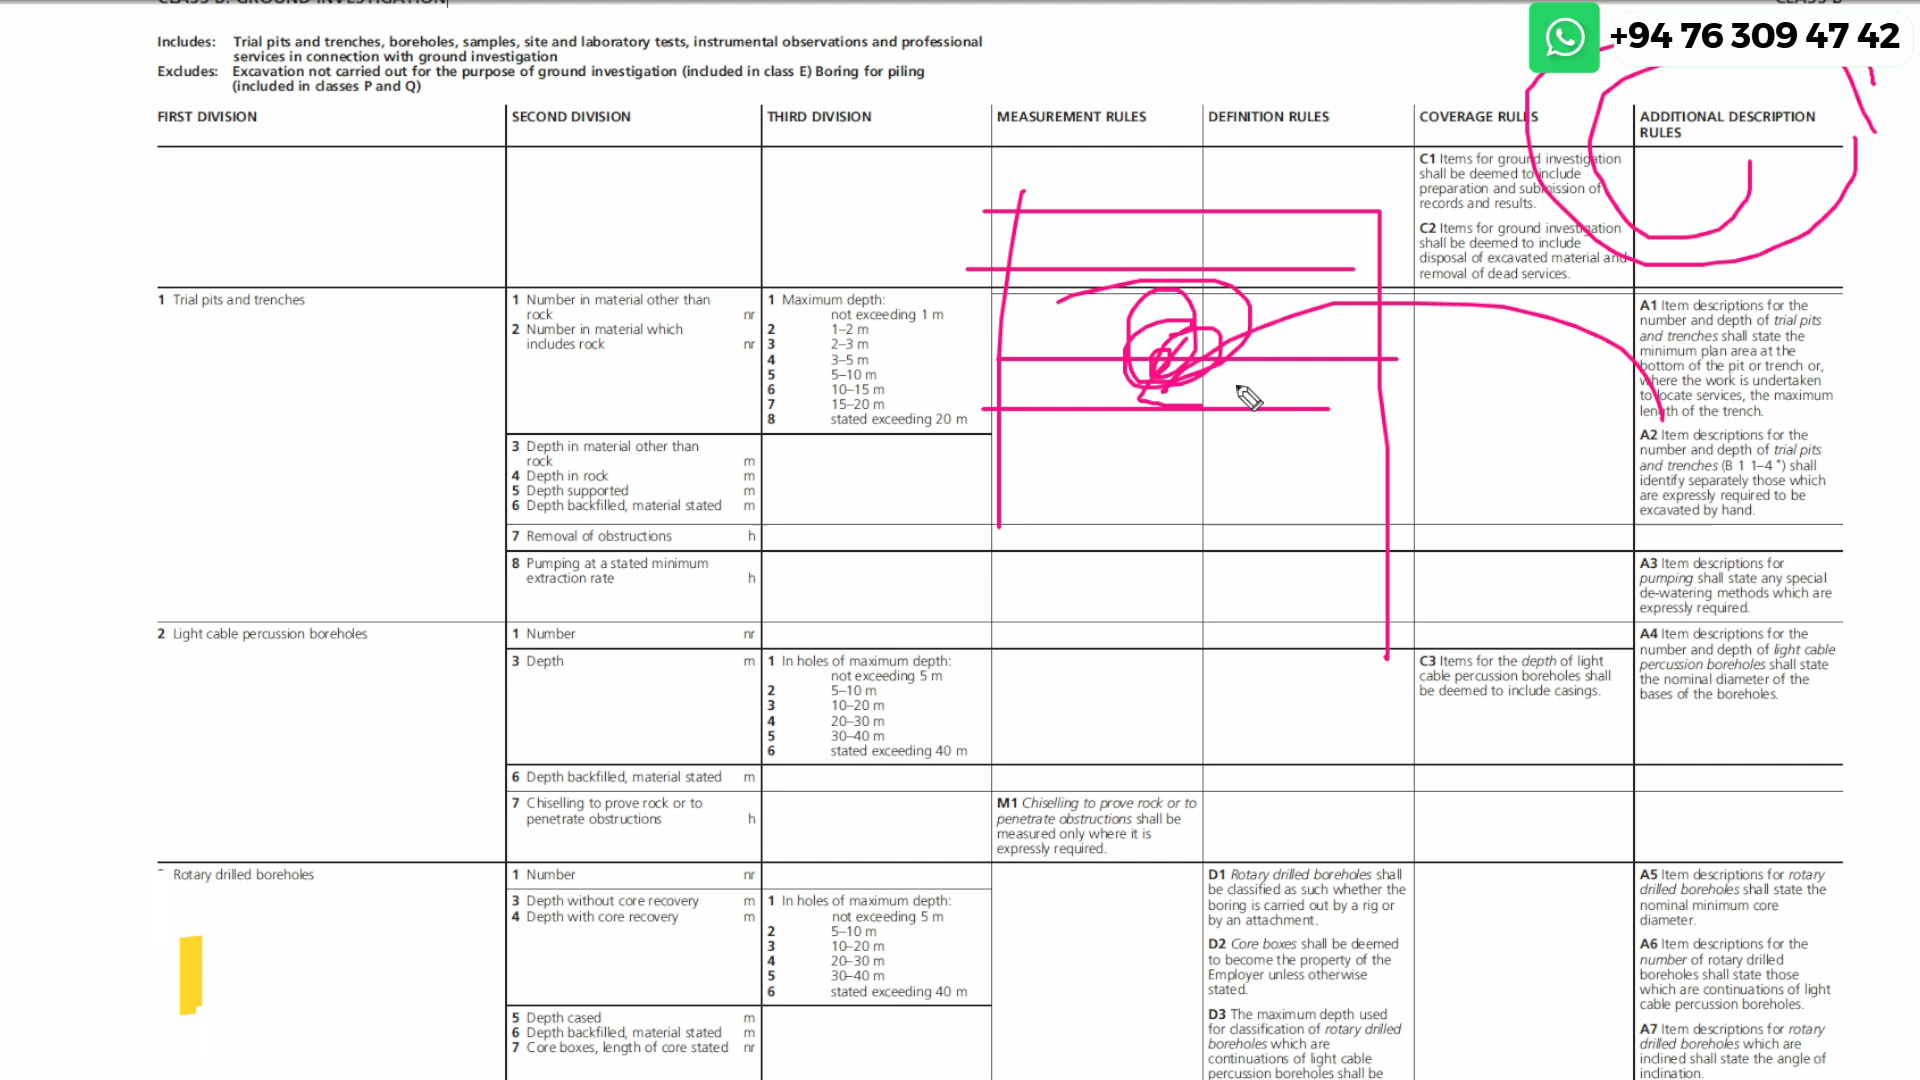 CLASS B: GROUND INVESTIGATION
CLASS B
+94 76 309 47 42
Includes: Trial pits and trenches, boreholes, samples, site and laboratory tests, instrumental observations and professional
services in connection with ground investigation
Excludes: Excavation not carried out for the purpose of ground investigation (included in class E) Boring for piling
(included in classes P and Q)
FIRST DIVISION
SECOND DIVISION
THIRD DIVISION
MEASUREMENT RULES
DEFINITION RULES
COVERAGE RULES
ADDITIONAL DESCRIPTION
RULES
C1 Items for ground investigation
shall be deemed to include
preparation and submission of
records and results.
C2 Items for ground investigation
shall be deemed to include
disposal of excavated material and
removal of dead services.
1 Trial pits and trenches
1 Number in material other than
rock nr
2 Number in material which
includes rock nr
1 Maximum depth:
not exceeding 1 m
2 1–2 m
3 2–3 m
4 3–5 m
5 5–10 m
6 10–15 m
7 15–20 m
8 stated exceeding 20 m
A1 Item descriptions for the
number and depth of trial pits
and trenches shall state the
minimum plan area at the
bottom of the pit or trench or,
where the work is undertaken
to locate services, the maximum
length of the trench.
A2 Item descriptions for the
number and depth of trial pits
and trenches (B 1 1–4 *) shall
identify separately those which
are expressly required to be
excavated by hand.
3 Depth in material other than
rock m
4 Depth in rock m
5 Depth supported m
6 Depth backfilled, material stated m
7 Removal of obstructions h
8 Pumping at a stated minimum
extraction rate h
A3 Item descriptions for
pumping shall state any special
de-watering methods which are
expressly required.
2 Light cable percussion boreholes
1 Number nr
3 Depth m
1 In holes of maximum depth:
not exceeding 5 m
2 5–10 m
3 10–20 m
4 20–30 m
5 30–40 m
6 stated exceeding 40 m
C3 Items for the depth of light
cable percussion boreholes shall
be deemed to include casings.
A4 Item descriptions for the
number and depth of light cable
percussion boreholes shall state
the nominal diameter of the
bases of the boreholes.
6 Depth backfilled, material stated m
7 Chiselling to prove rock or to
penetrate obstructions h
M1 Chiselling to prove rock or to
penetrate obstructions shall be
measured only where it is
expressly required.
Rotary drilled boreholes
1 Number nr
3 Depth without core recovery m
4 Depth with core recovery m
1 In holes of maximum depth:
not exceeding 5 m
2 5–10 m
3 10–20 m
4 20–30 m
5 30–40 m
6 stated exceeding 40 m
5 Depth cased m
6 Depth backfilled, material stated m
7 Core boxes, length of core stated nr
D1 Rotary drilled boreholes shall
be classified as such whether the
boring is carried out by a rig or
by an attachment.
D2 Core boxes shall be deemed
to become the property of the
Employer unless otherwise
stated.
D3 The maximum depth used
for classification of rotary drilled
boreholes which are
continuations of light cable
percussion boreholes shall be
A5 Item descriptions for rotary
drilled boreholes shall state the
nominal minimum core
diameter.
A6 Item descriptions for the
number of rotary drilled
boreholes shall state those
which are continuations of light
cable percussion boreholes.
A7 Item descriptions for rotary
drilled boreholes which are
inclined shall state the angle of
inclination.